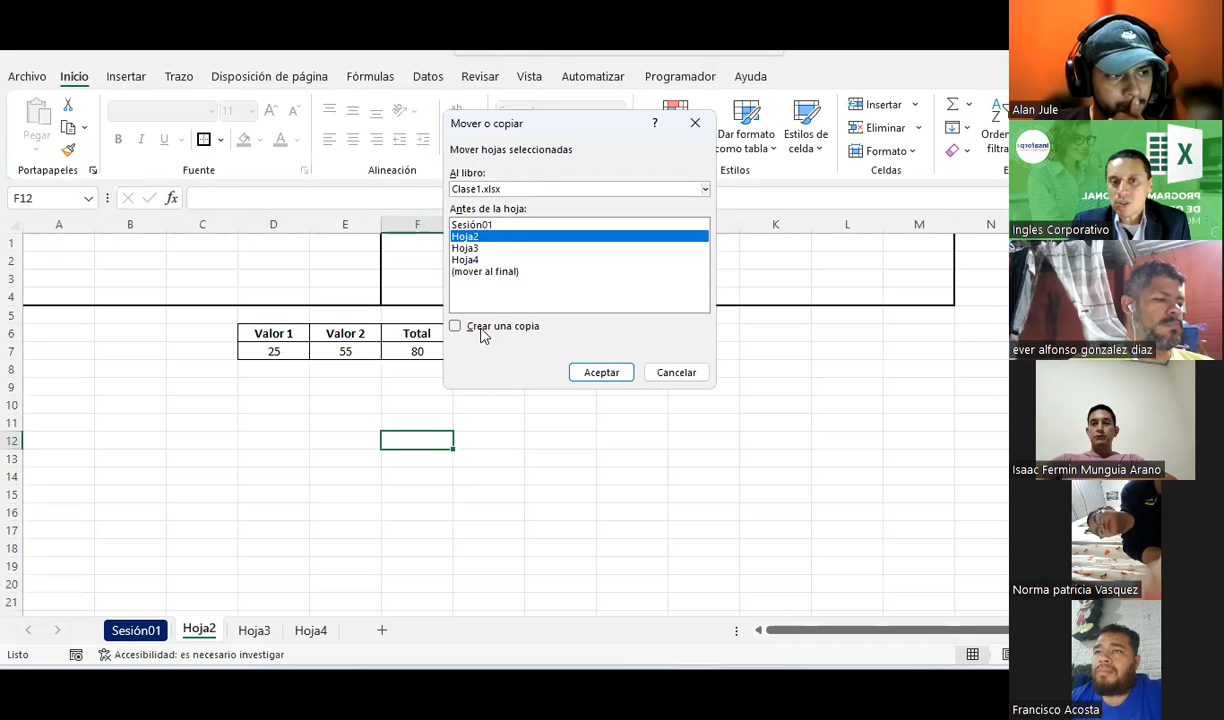 Archivo Inicio Insertar Trazo Disposición de página Fórmulas Datos Revisar Vista Automatizar Programador Ayuda
Pegar
Portapapeles
11
N K S
Fuente
Alineación
ab
Dar formato
como tabla
Estilos de
celda
Estilos
Insertar
Eliminar
Formato
Celdas
Orden
F12
fx
Mover o copiar ?
Mover hojas seleccionadas
Al libro:
Clase1.xlsx
Antes de la hoja:
Sesión01
Hoja2
Hoja3
Hoja4
(mover al final)
Crear una copia
Aceptar Cancelar
A B C D E F K L M N
1
2
3
4
5
6 Valor 1 Valor 2 Total
7 25 55 80
8
9
10
11
12
13
14
15
16
17
18
19
20
21
Sesión01 Hoja2 Hoja3 Hoja4 +
Listo Accesibilidad: es necesario investigar
Alan Jule
Insaforp
X
Ingles Corporativo
ever alfonso gonzalez diaz
Isaac Fermin Munguia Arano
Norma patricia Vasquez
Francisco Acosta